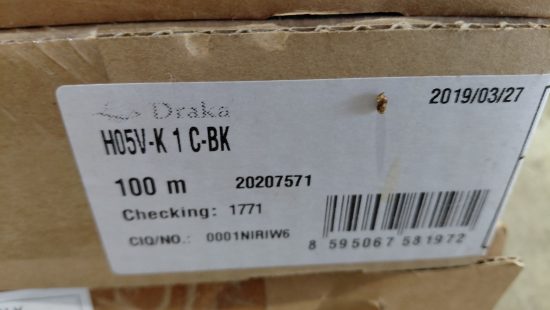 Draka
2019/03/27
H05V-K 1 C-BK
100 m 20207571
Checking: 1771
CIQ/NO.: 0001NIRIW6
8 595067 581972